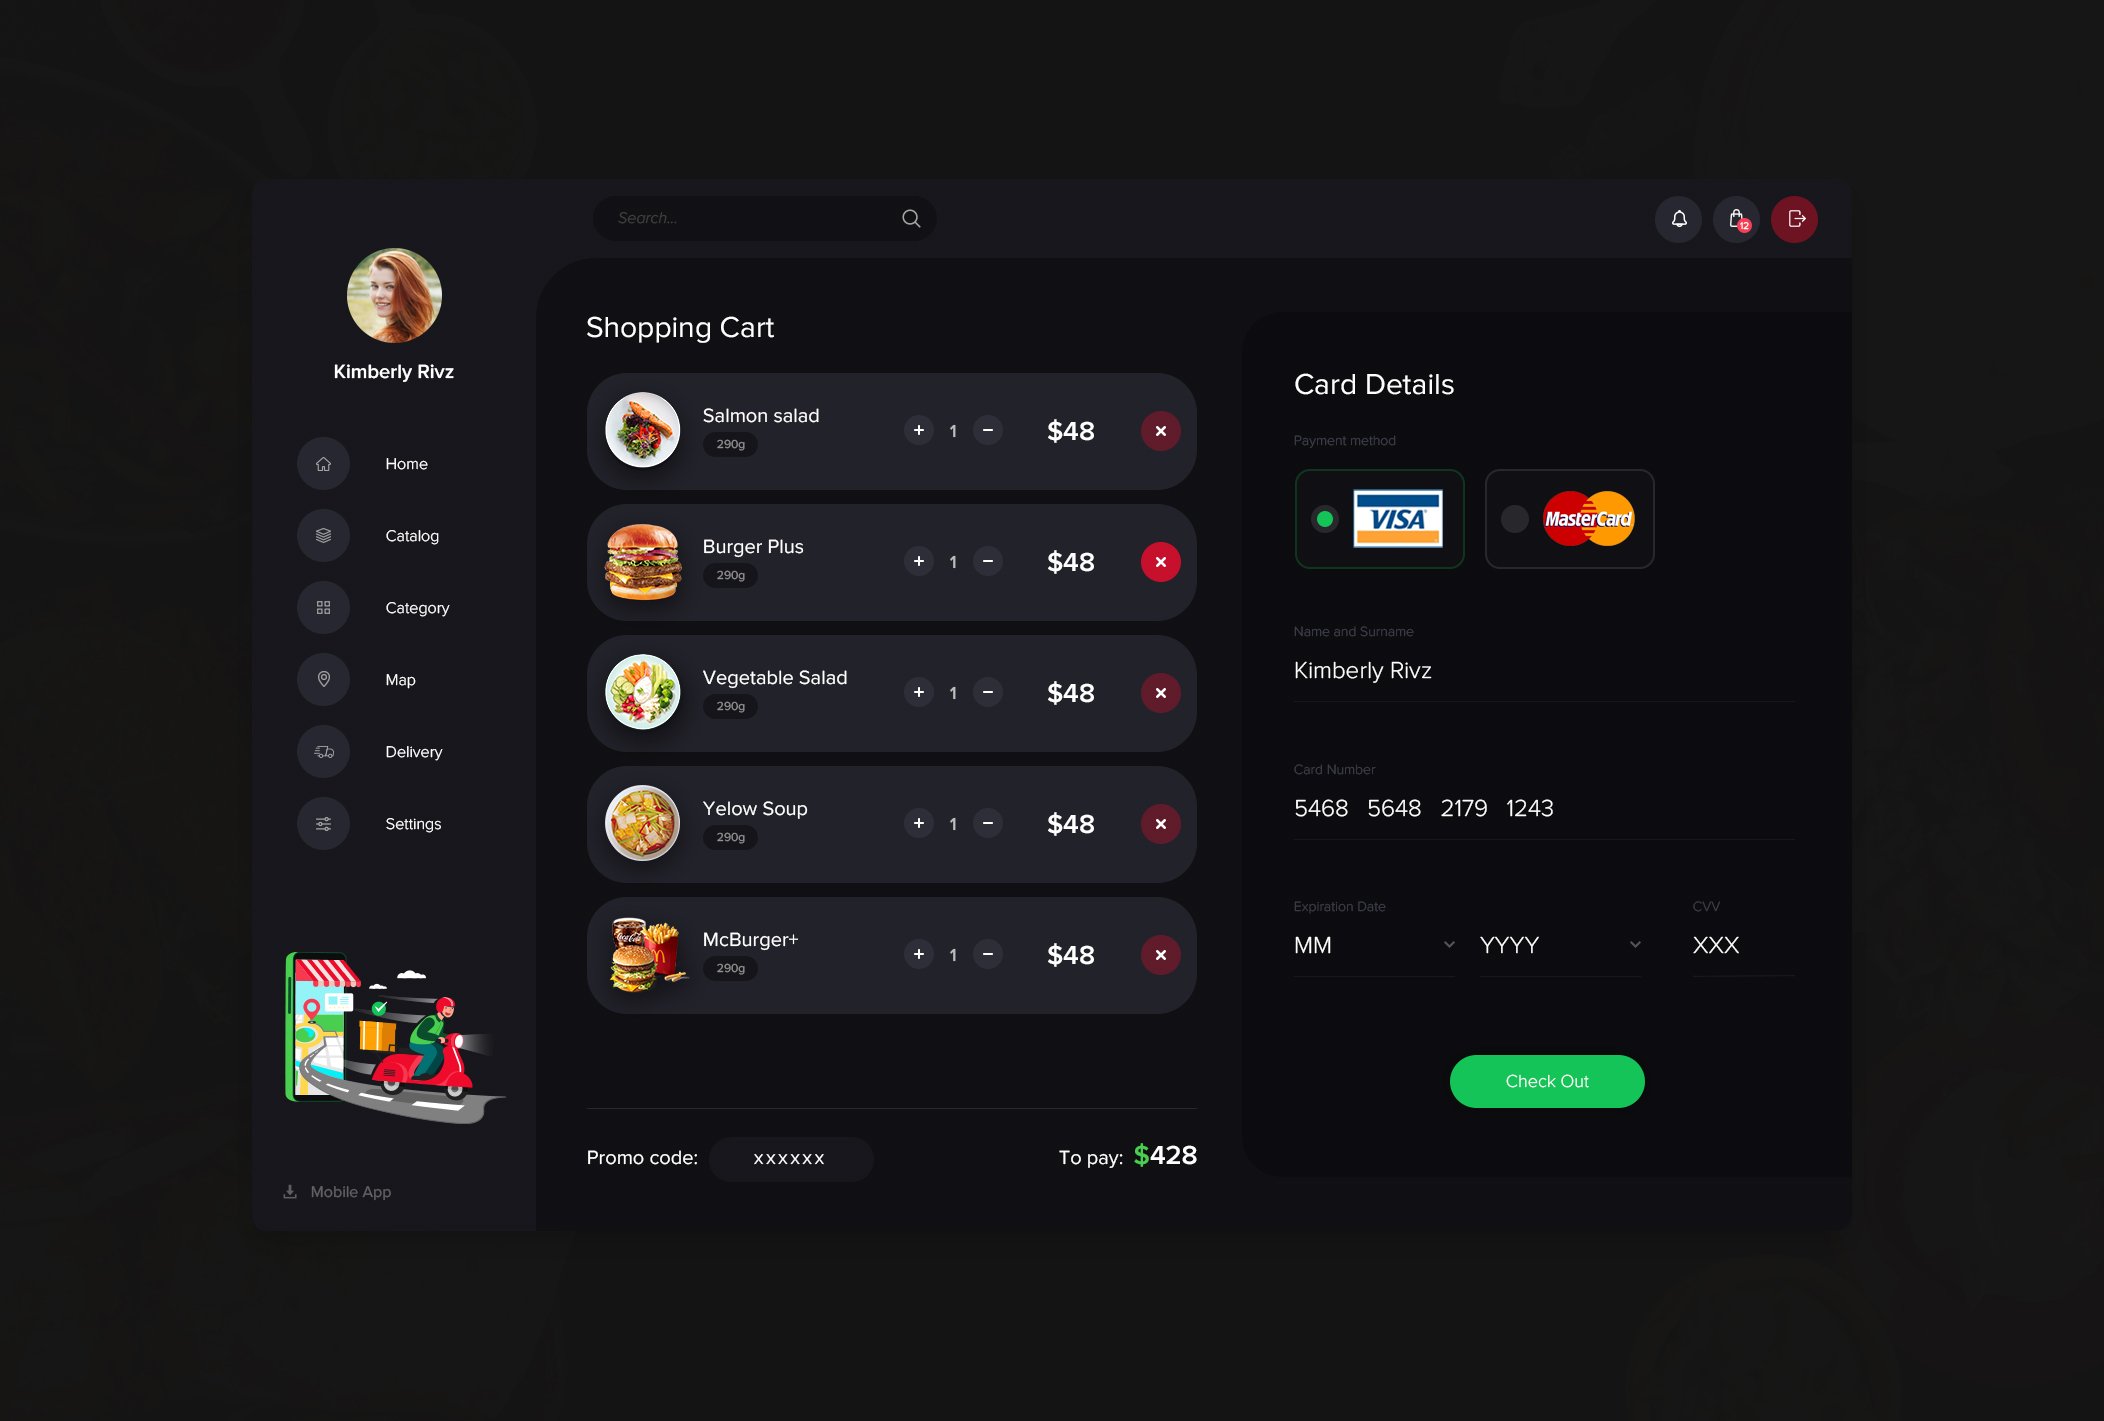 Search...
12
Kimberly Rivz
Home
Catalog
Category
Map
Delivery
Settings
Mobile App
Shopping Cart
Salmon salad
290g
+ 1 −
$48
×
Burger Plus
290g
+ 1 −
$48
×
Vegetable Salad
290g
+ 1 −
$48
×
Yelow Soup
290g
+ 1 −
$48
×
Coca-Cola
McBurger+
290g
+ 1 −
$48
×
Promo code: xxxxxx
To pay: $428
Card Details
Payment method
VISA
MasterCard
Name and Surname
Kimberly Rivz
Card Number
5468 5648 2179 1243
Expiration Date
CVV
MM
YYYY
XXX
Check Out